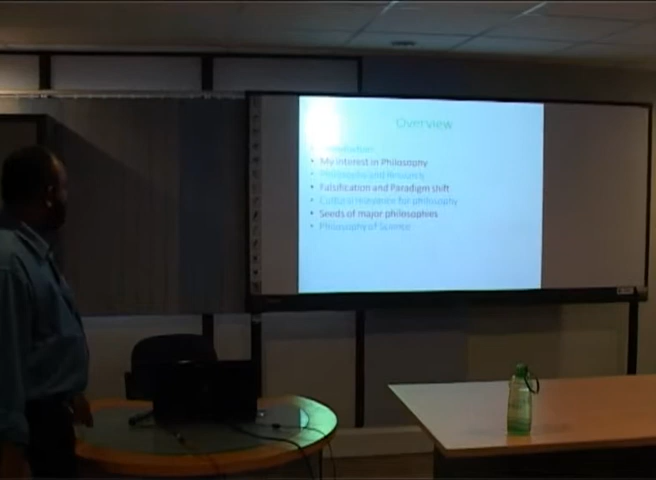 Overview
Introduction
• My interest in Philosophy
• Philosophy and Research
• Falsification and Paradigm shift
• Cultural relevance for philosophy
• Seeds of major philosophies
• Philosophy of Science